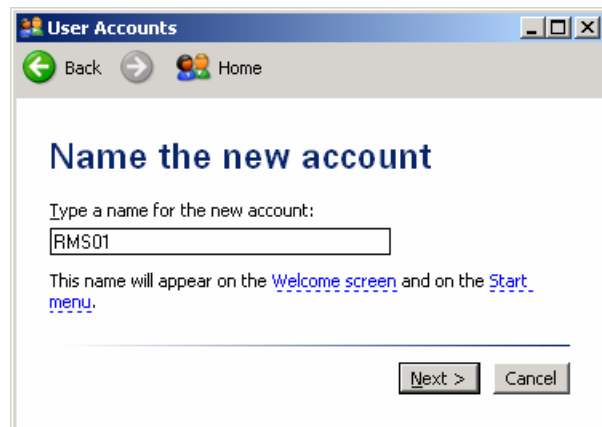 User Accounts
Back Home
Name the new account
Type a name for the new account:
RMS01
This name will appear on the Welcome screen and on the Start
menu.
Next > Cancel